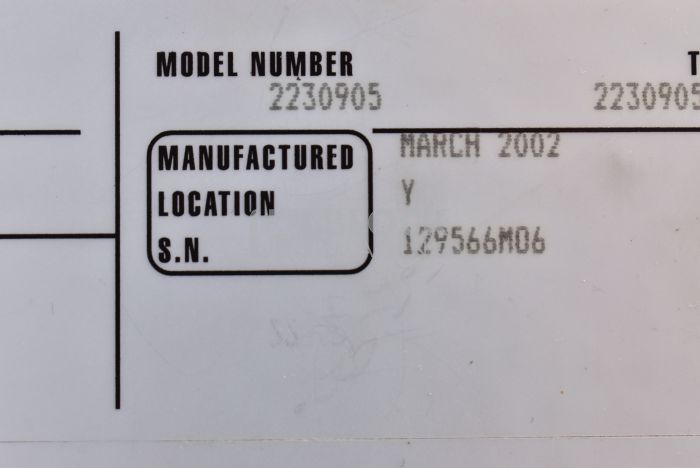 MODEL NUMBER T
2230905 2230905
MANUFACTURED MARCH 2002
LOCATION Y
S.N. 129566M06